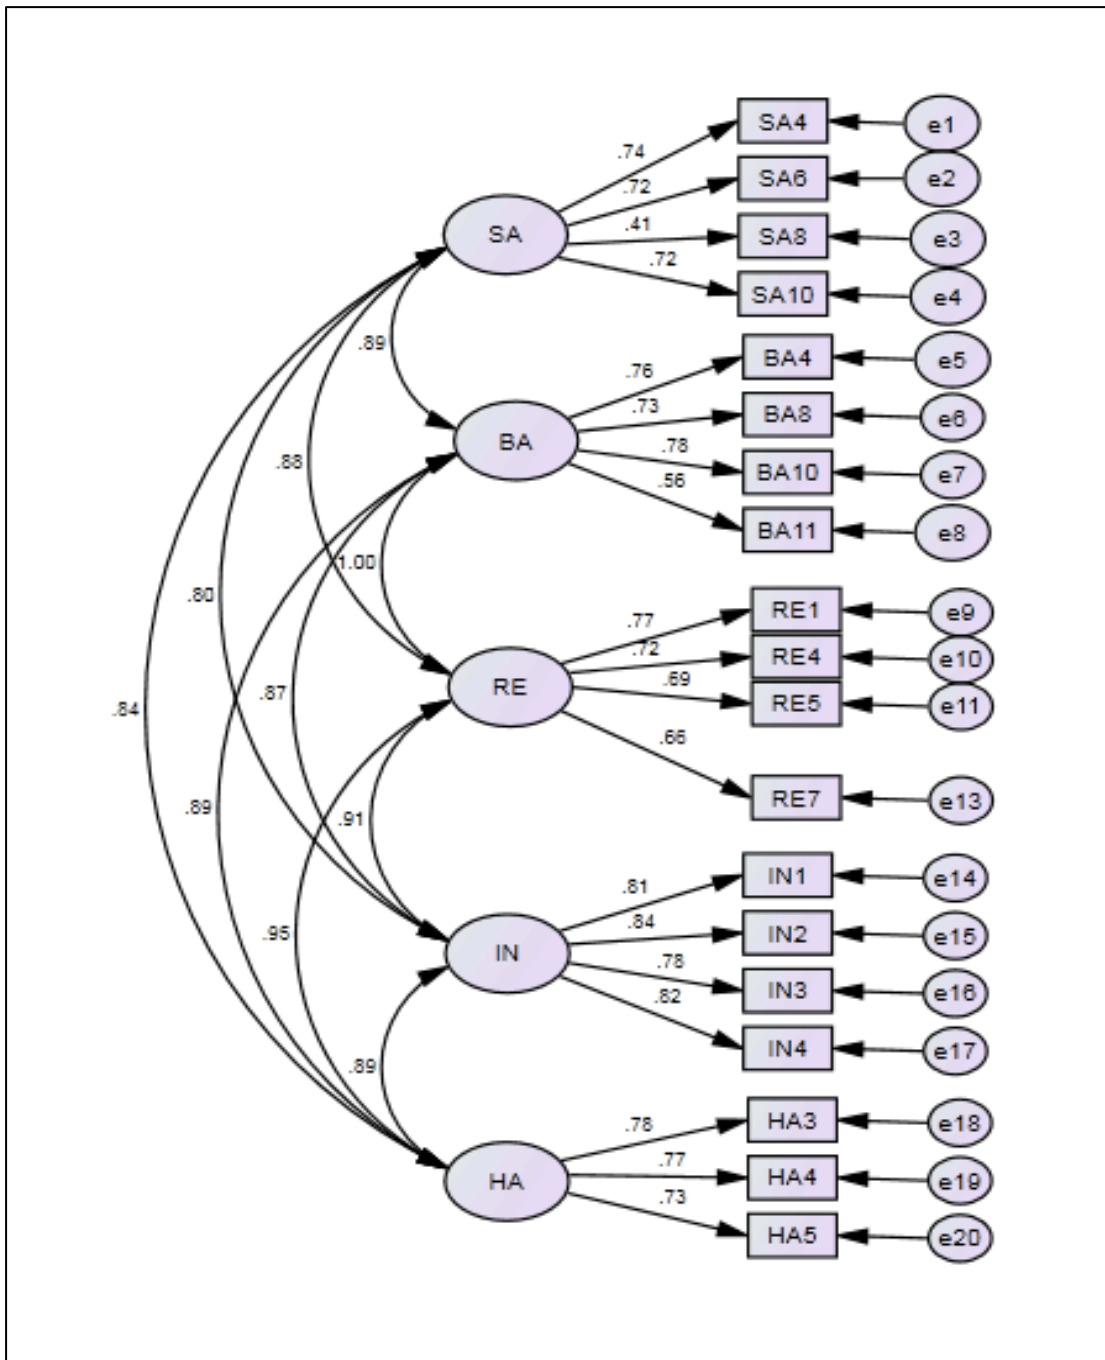 SA4 e1
.74
SA6 e2
.72
SA
.41 SA8 e3
.72
SA10 e4
.89
BA4 e5
.76
.73 BA8 e6
BA
.88
.78 BA10 e7
.56
BA11 e8
1.00
.80
.77 RE1 e9
.72 RE4 e10
RE
.69 RE5 e11
.87
.84
.66
RE7 e13
.89
.91
.81 IN1 e14
.84 IN2 e15
.95
IN
.78 IN3 e16
.82
IN4 e17
.89
.78 HA3 e18
.77 HA4 e19
HA
.73
HA5 e20